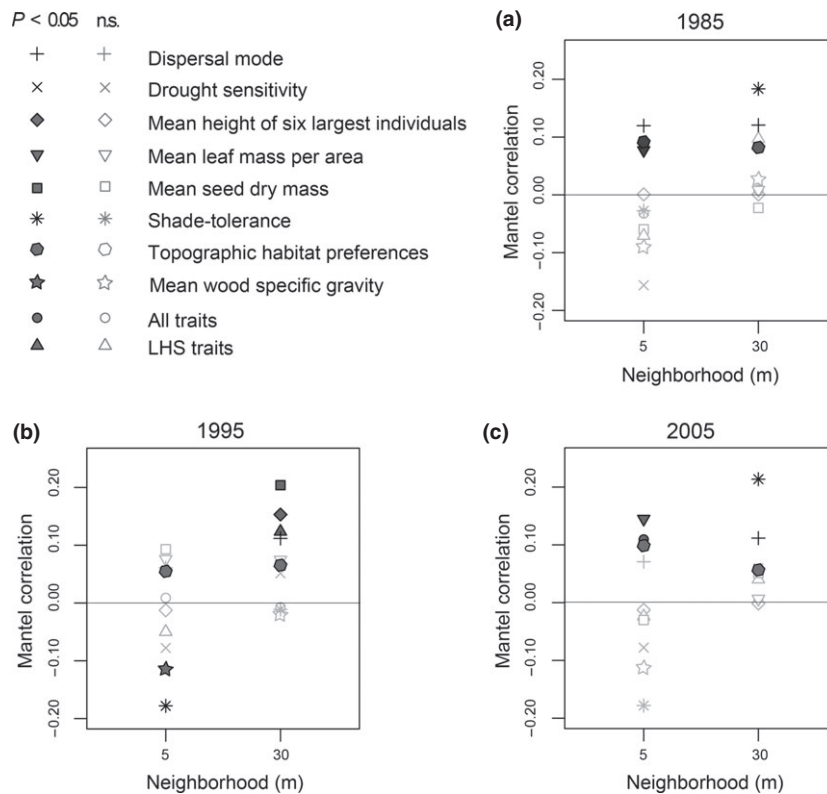 P < 0.05 n.s.
Dispersal mode
Drought sensitivity
Mean height of six largest individuals
Mean leaf mass per area
Mean seed dry mass
Shade-tolerance
Topographic habitat preferences
Mean wood specific gravity
All traits
LHS traits
(a) 1985
Mantel correlation
0.20
0.10
0.00
−0.10
−0.20
5 30
Neighborhood (m)
(b) 1995
Mantel correlation
0.20
0.10
0.00
−0.10
−0.20
5 30
Neighborhood (m)
(c) 2005
Mantel correlation
0.20
0.10
0.00
−0.10
−0.20
5 30
Neighborhood (m)